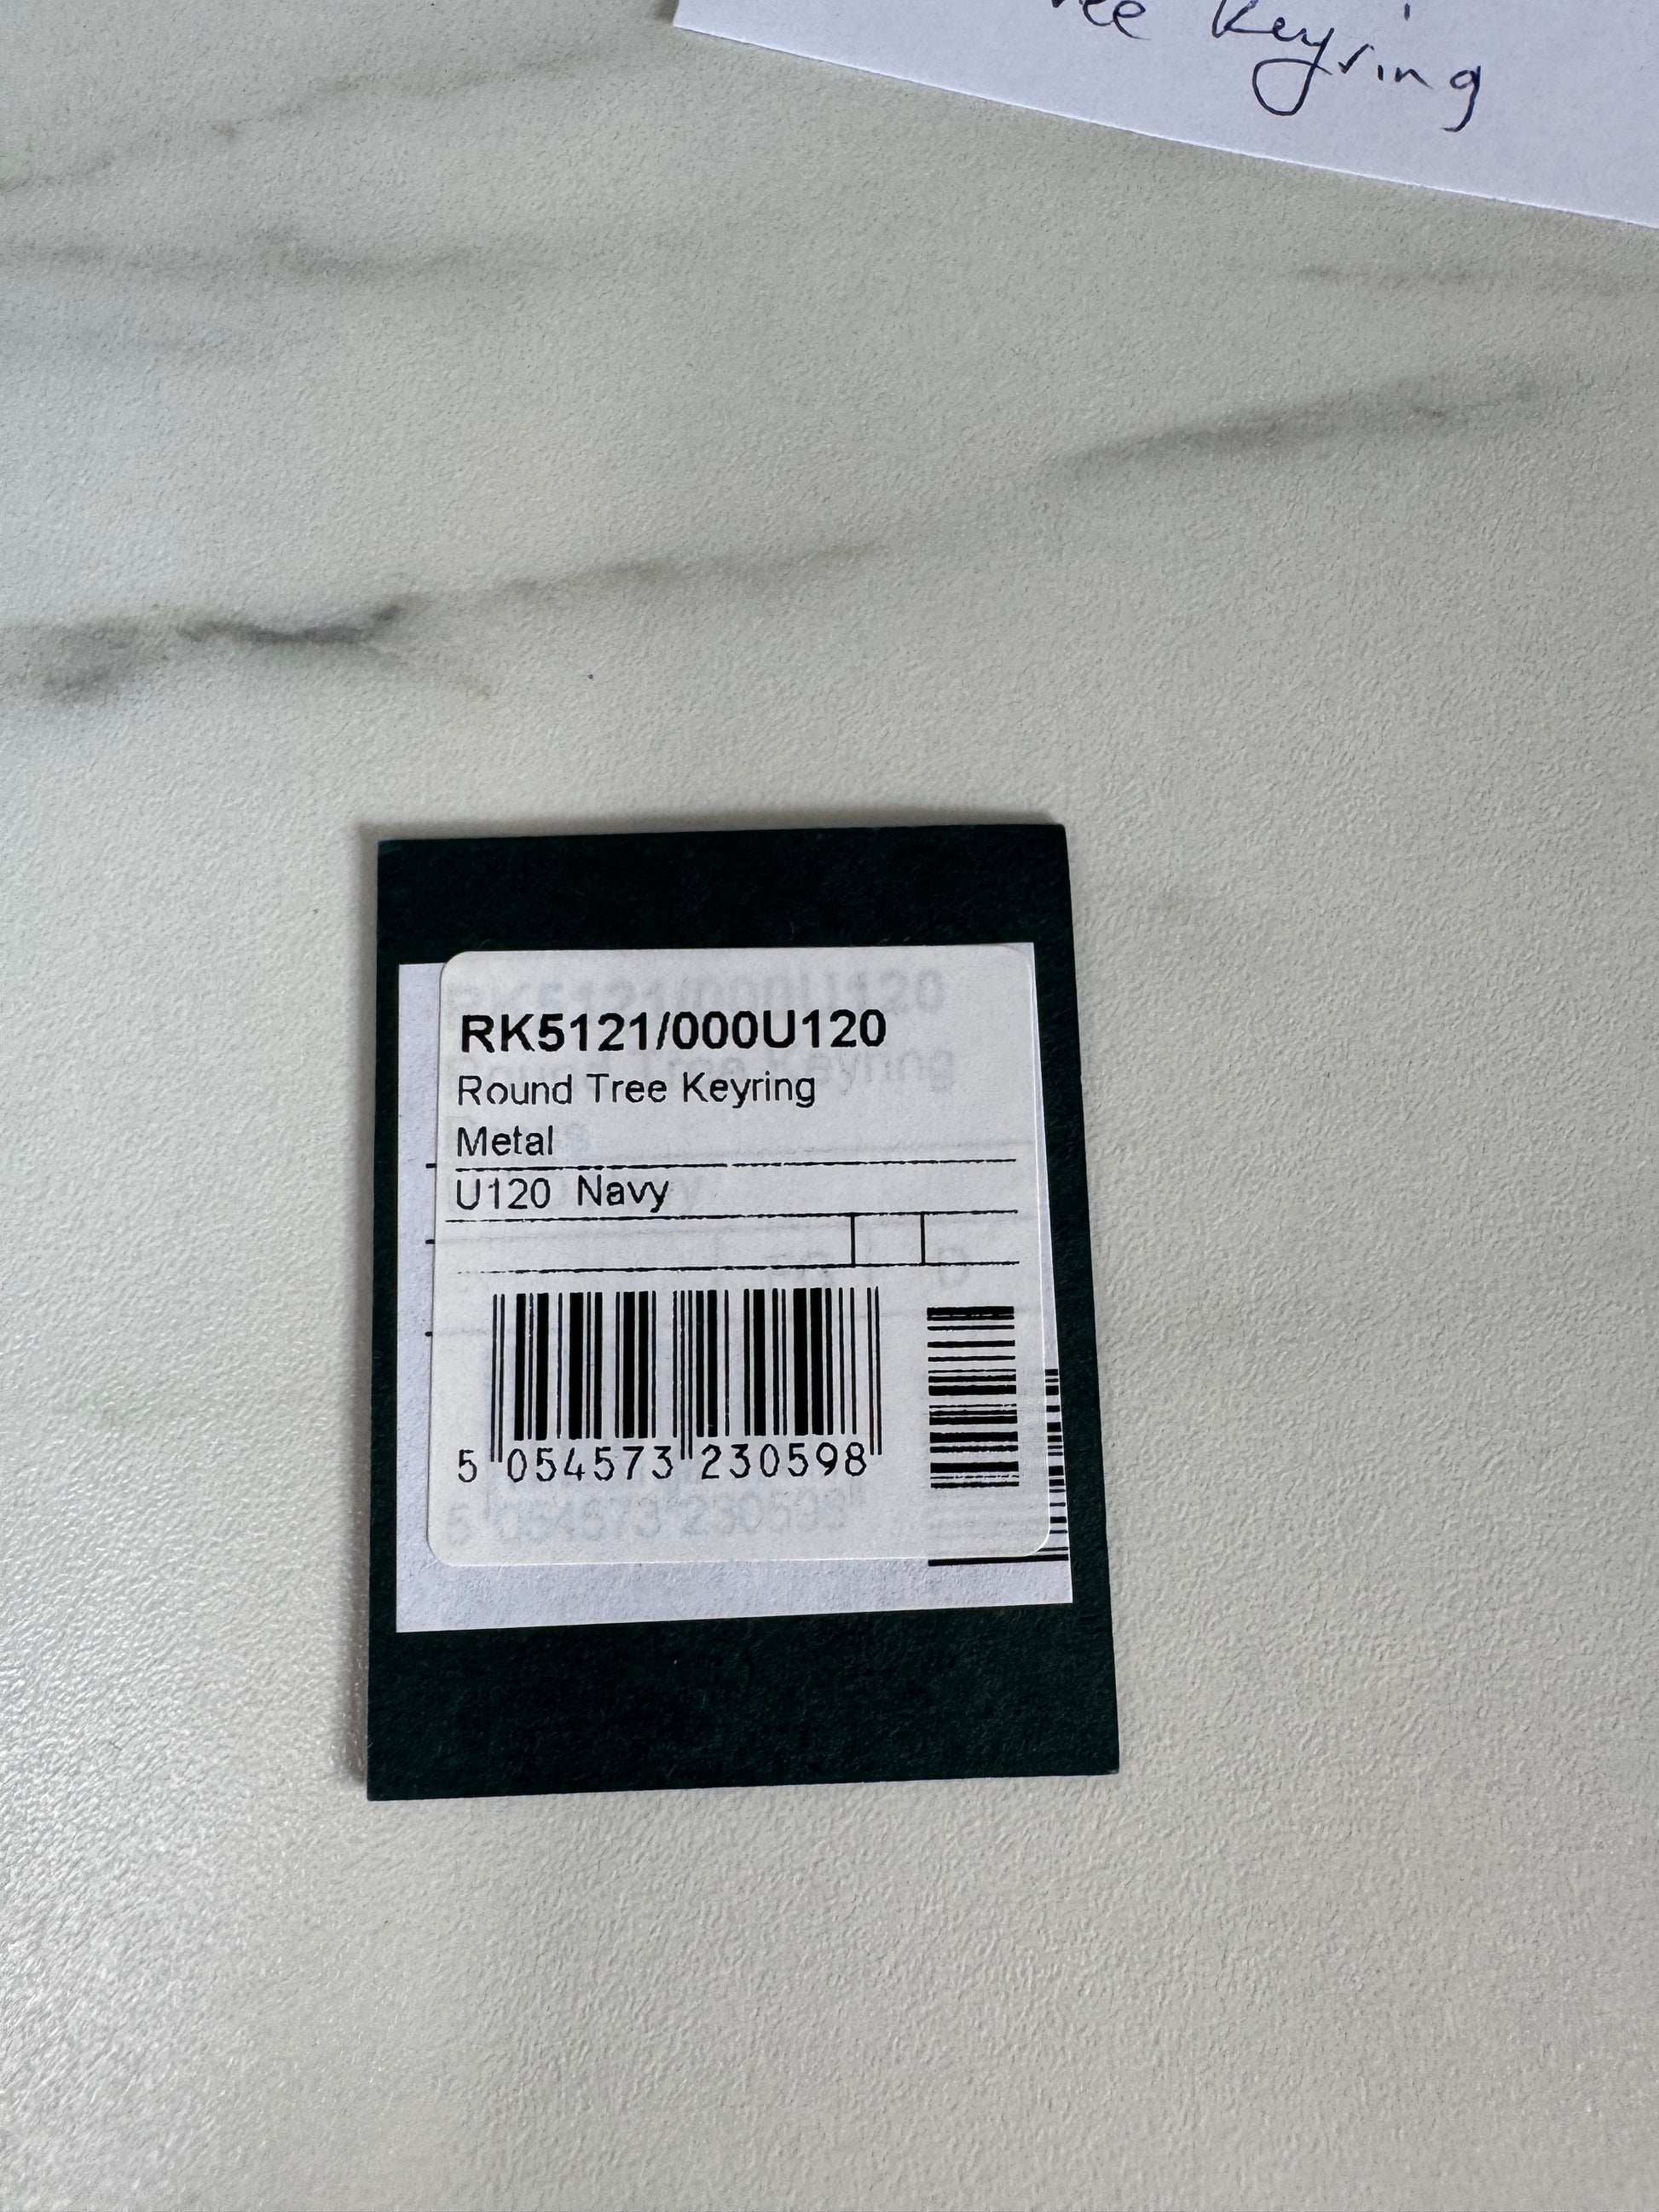 Keyring
RK5121/000U120
Round Tree Keyring
Metal
U120 Navy
5 054573 230598